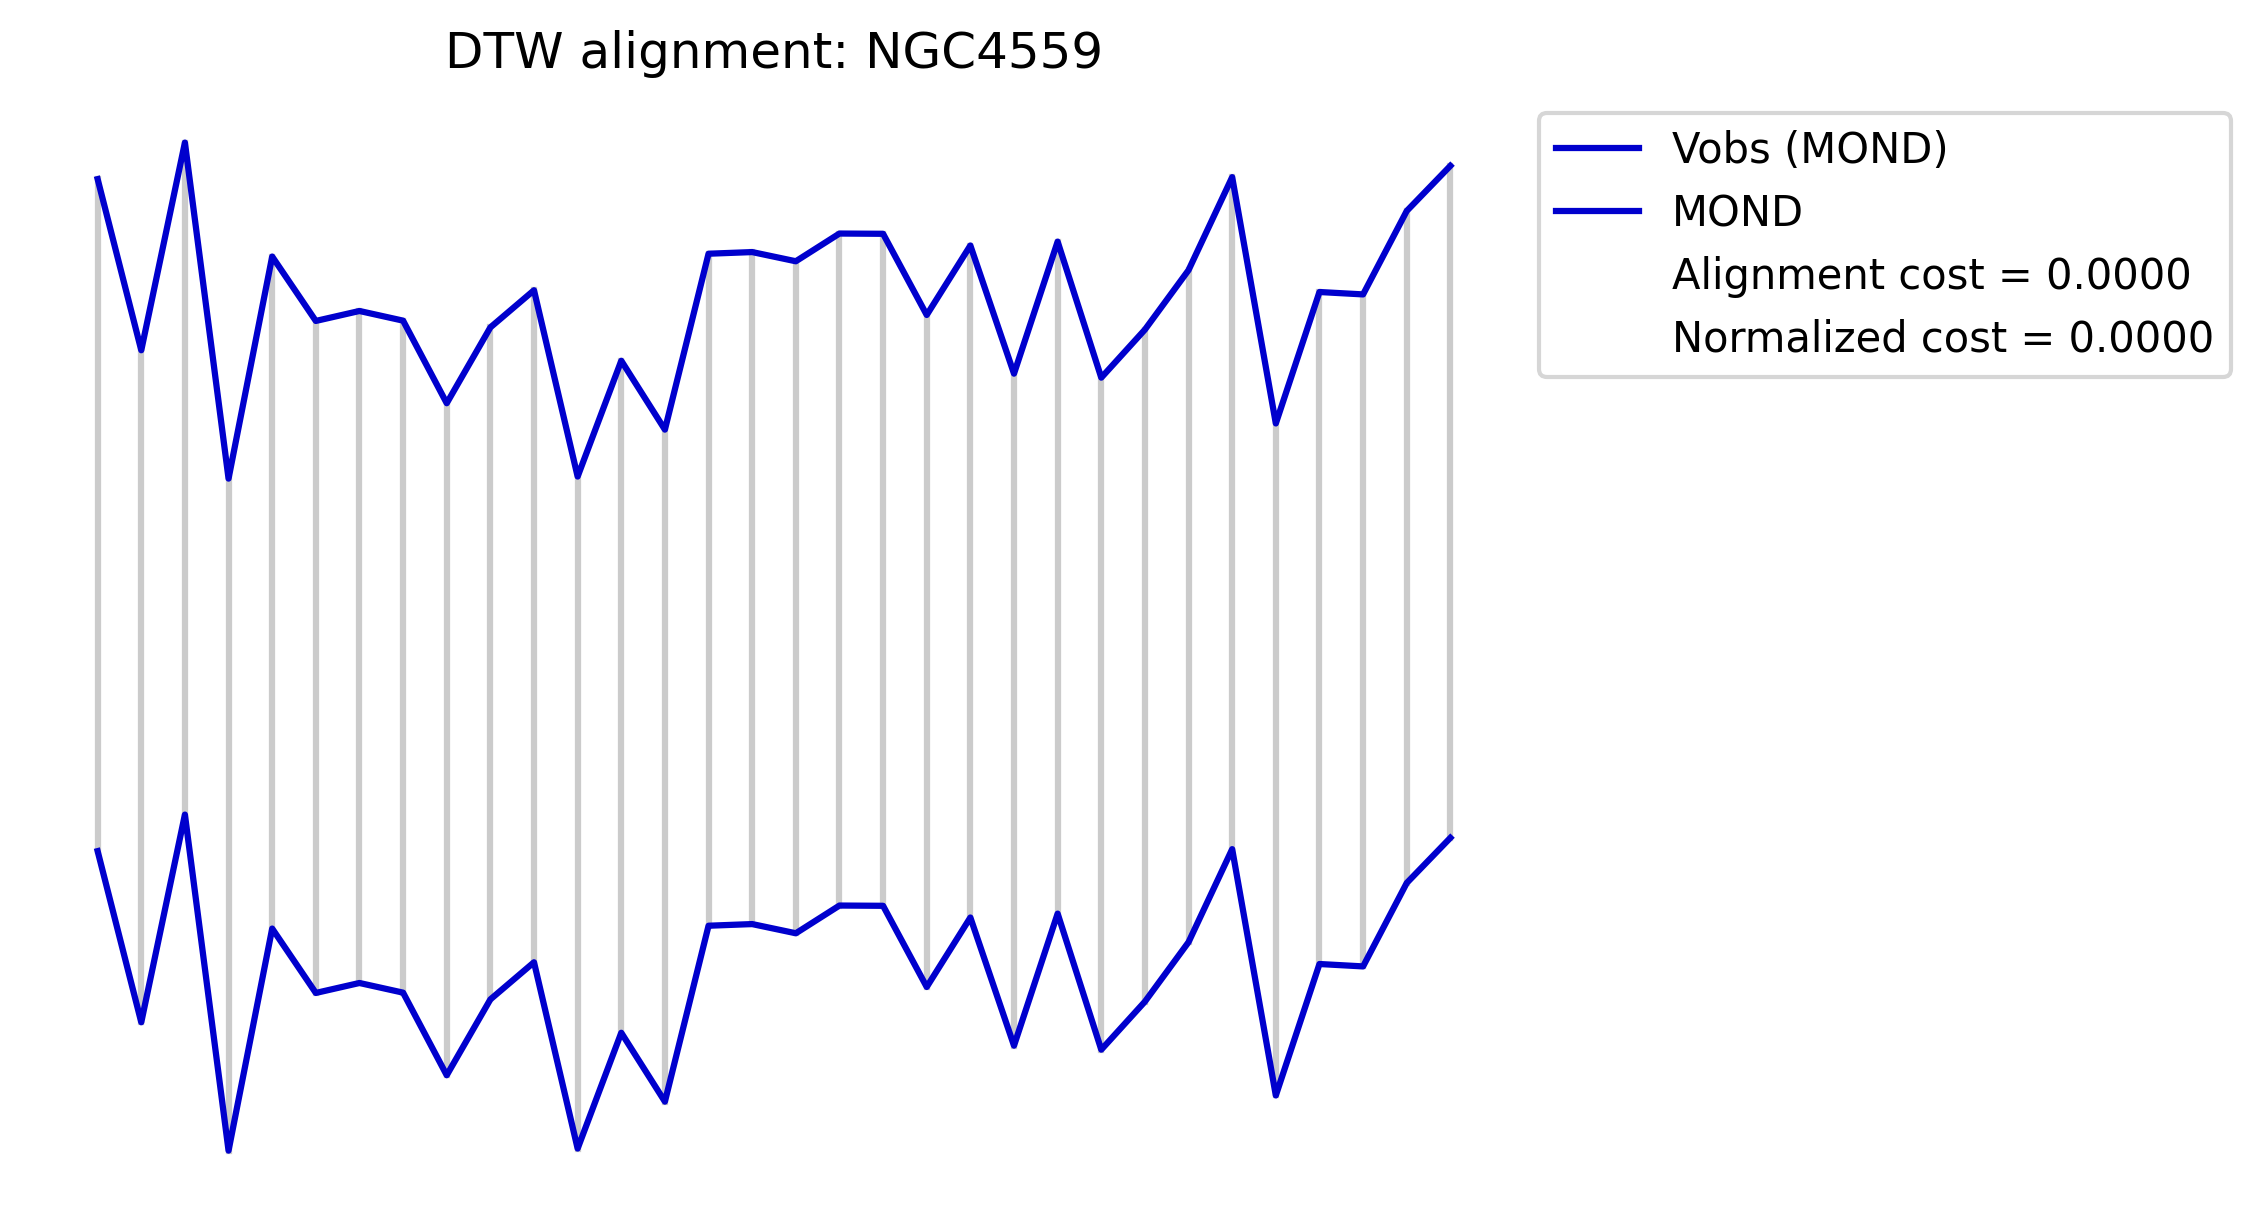 DTW alignment: NGC4559
Vobs (MOND)
MOND
Alignment cost = 0.0000
Normalized cost = 0.0000